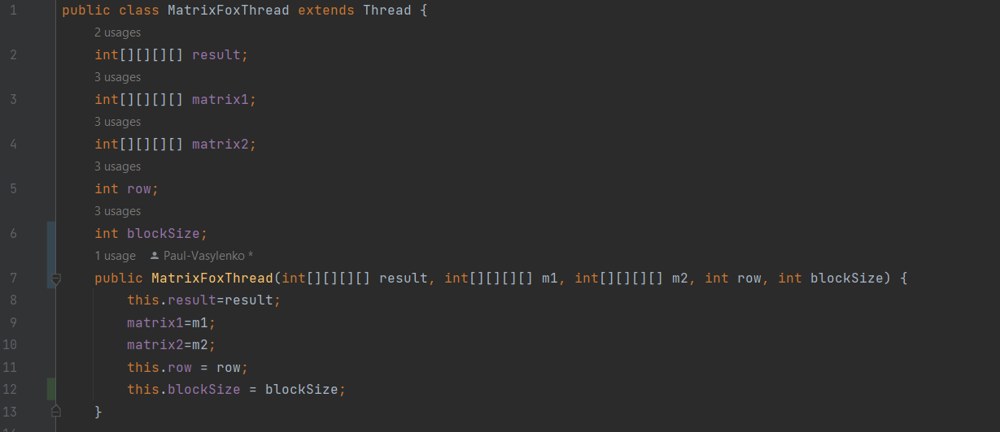 1 public class MatrixFoxThread extends Thread {
2 usages
2 int[][][][] result;
3 usages
3 int[][][][] matrix1;
3 usages
4 int[][][][] matrix2;
3 usages
5 int row;
3 usages
6 int blockSize;
1 usage Paul-Vasylenko *
7 public MatrixFoxThread(int[][][][] result, int[][][][] m1, int[][][][] m2, int row, int blockSize) {
8 this.result=result;
9 matrix1=m1;
10 matrix2=m2;
11 this.row = row;
12 this.blockSize = blockSize;
13 }